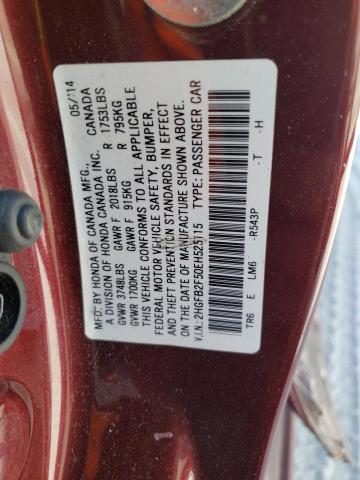 MFD. BY HONDA OF CANADA MFG., 05/14
A DIVISION OF HONDA CANADA INC. CANADA
GVWR 3748LBS GAWR F 2018LBS R 1753LBS
GVWR 1700KG GAWR F 915KG R 795KG
THIS VEHICLE CONFORMS TO ALL APPLICABLE
FEDERAL MOTOR VEHICLE SAFETY, BUMPER,
AND THEFT PREVENTION STANDARDS IN EFFECT
ON THE DATE OF MANUFACTURE SHOWN ABOVE.
V.I.N.: 2HGFB2F50EH525715 TYPE: PASSENGER CAR
TR6 E LM6 -R543P -T -H